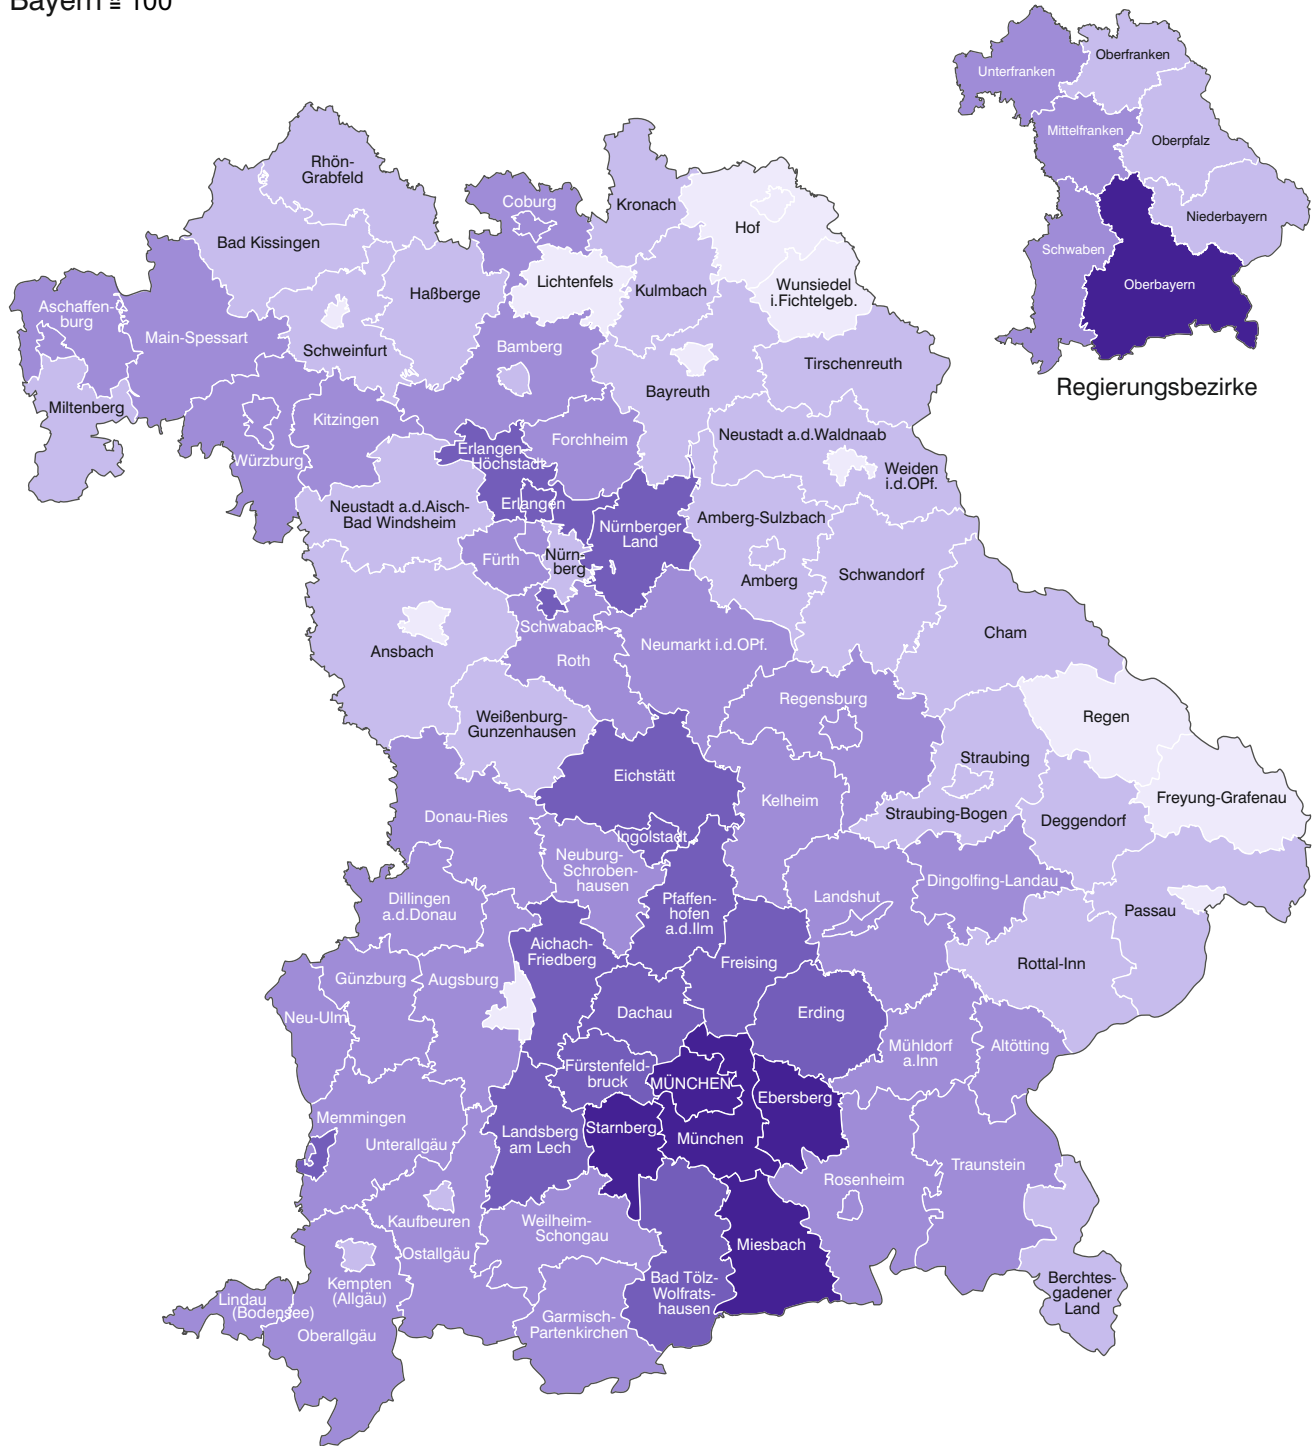 Bayern ≙ 100
Unterfranken
Oberfranken
Mittelfranken
Oberpfalz
Niederbayern
Schwaben
Oberbayern
Regierungsbezirke
Rhön-
Grabfeld
Coburg
Kronach
Hof
Bad Kissingen
Lichtenfels
Kulmbach
Wunsiedel
i.Fichtelgeb.
Haßberge
Aschaffen-
burg
Main-Spessart
Schweinfurt
Bamberg
Tirschenreuth
Bayreuth
Miltenberg
Kitzingen
Forchheim
Neustadt a.d.Waldnaab
Erlangen-
Höchstadt
Würzburg
Weiden
i.d.OPf.
Neustadt a.d.Aisch-
Bad Windsheim
Erlangen
Nürnberger
Land
Amberg-Sulzbach
Fürth
Nürn-
berg
Amberg
Schwandorf
Schwabach
Ansbach
Roth
Neumarkt i.d.OPf.
Cham
Regensburg
Weißenburg-
Gunzenhausen
Regen
Straubing
Eichstätt
Kelheim
Freyung-Grafenau
Donau-Ries
Straubing-Bogen
Deggendorf
Ingolstadt
Neuburg-
Schroben-
hausen
Dillingen
a.d.Donau
Pfaffen-
hofen
a.d.Ilm
Landshut
Dingolfing-Landau
Passau
Aichach-
Friedberg
Freising
Rottal-Inn
Günzburg
Augsburg
Neu-Ulm
Dachau
Erding
Mühldorf
a.Inn
Altötting
Fürstenfeld-
bruck
MÜNCHEN
Ebersberg
Memmingen
Unterallgäu
Landsberg
am Lech
Starnberg
München
Traunstein
Rosenheim
Kaufbeuren
Weilheim-
Schongau
Ostallgäu
Miesbach
Kempten
(Allgäu)
Bad Tölz-
Wolfrats-
hausen
Berchtes-
gadener
Land
Lindau
(Bodensee)
Oberallgäu
Garmisch-
Partenkirchen